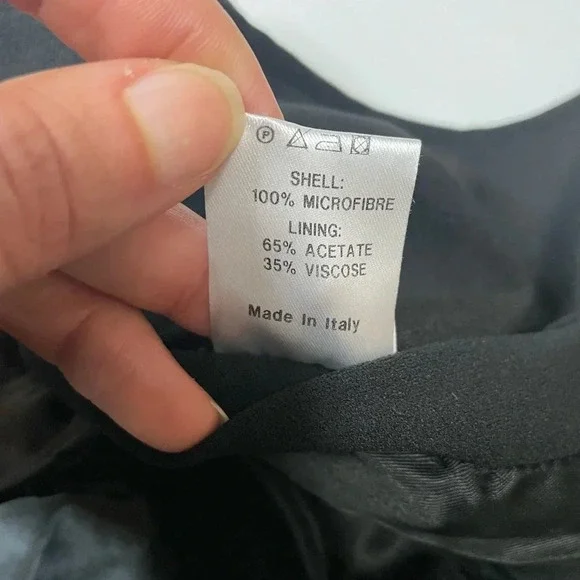 P
SHELL:
100% MICROFIBRE
LINING:
65% ACETATE
35% VISCOSE
Made in Italy